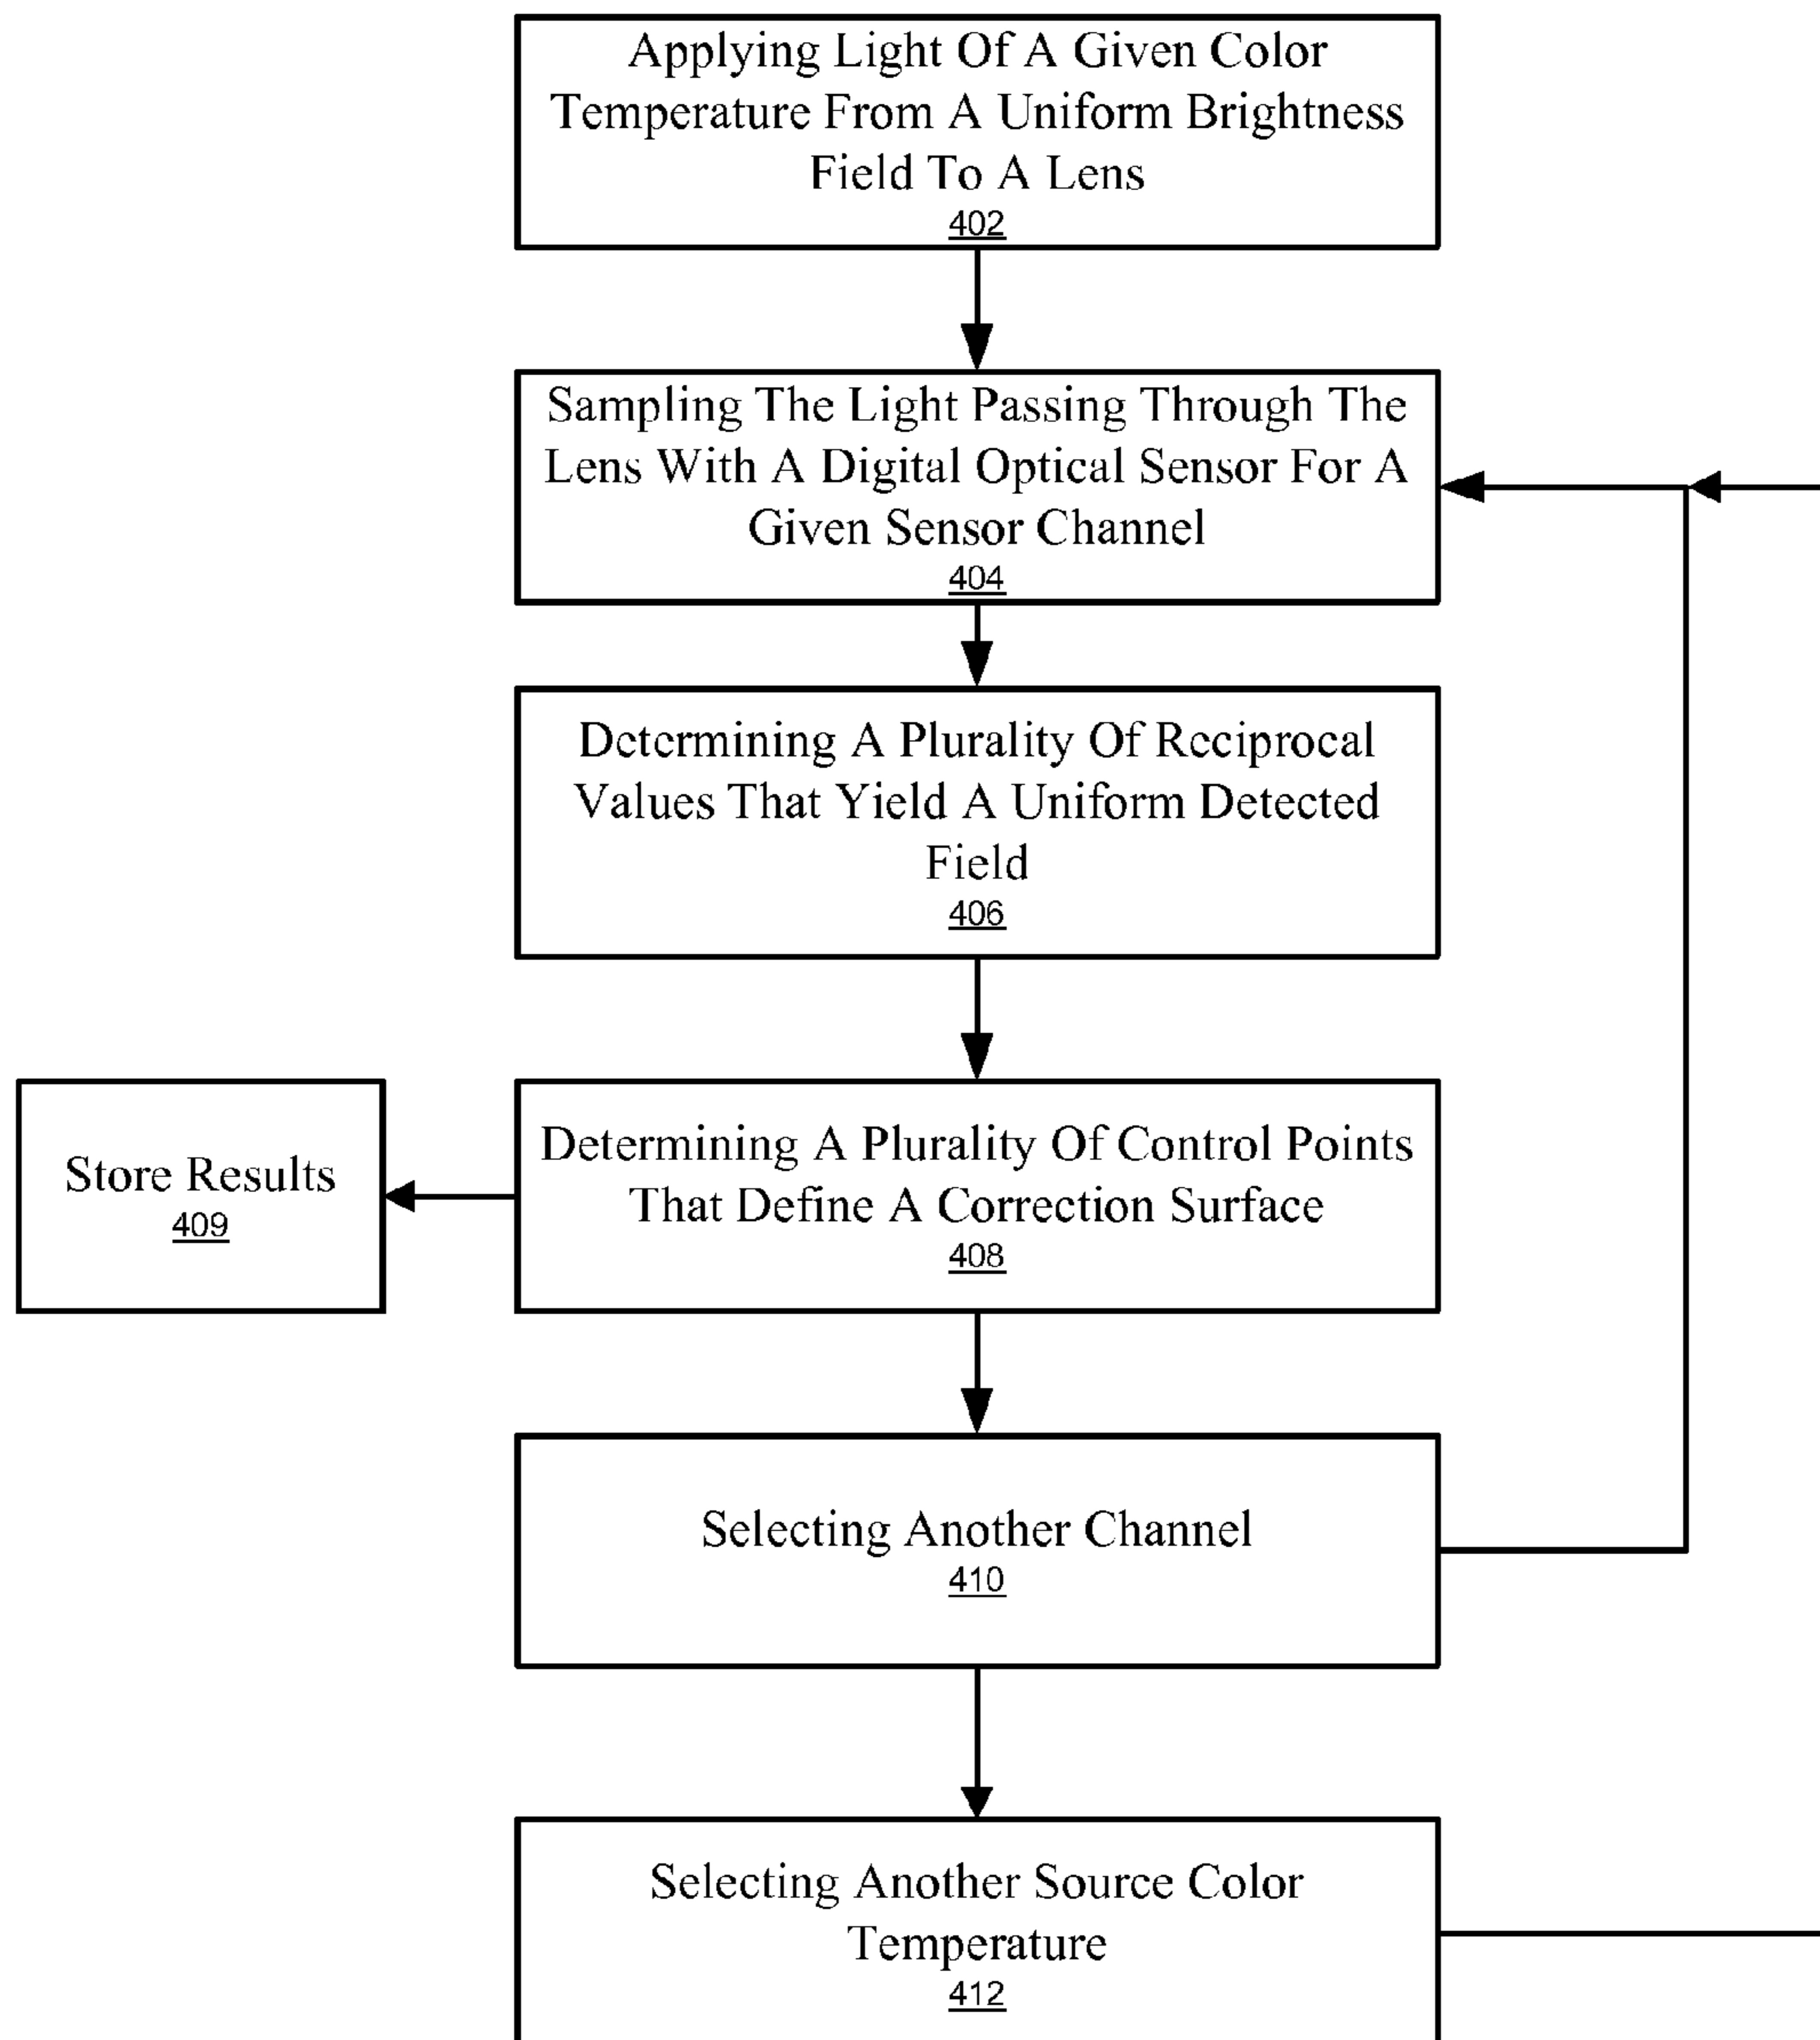 Applying Light Of A Given Color
Temperature From A Uniform Brightness
Field To A Lens
402
Sampling The Light Passing Through The
Lens With A Digital Optical Sensor For A
Given Sensor Channel
404
Determining A Plurality Of Reciprocal
Values That Yield A Uniform Detected
Field
406
Store Results
409
Determining A Plurality Of Control Points
That Define A Correction Surface
408
Selecting Another Channel
410
Selecting Another Source Color
Temperature
412